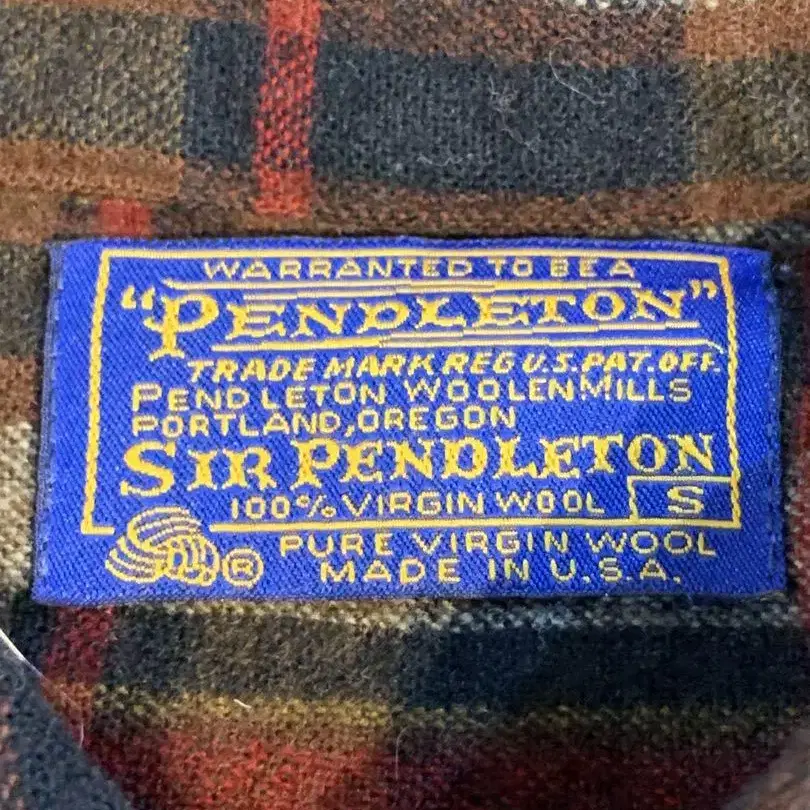 WARRANTED TO BE A
"PENDLETON"
TRADE MARK REG U.S. PAT. OFF.
PENDLETON WOOLEN MILLS
PORTLAND, OREGON
SIR PENDLETON
100% VIRGIN WOOL S
® PURE VIRGIN WOOL
MADE IN U.S.A.